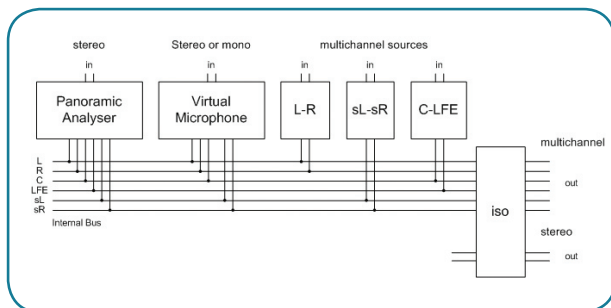 stereo
Stereo or mono
multichannel sources
in
in
in
in
in
Panoramic
Analyser
Virtual
Microphone
L-R
sL-sR
C-LFE
multichannel
L
R
C
LFE
sL
sR
out
iso
Internal Bus
stereo
out